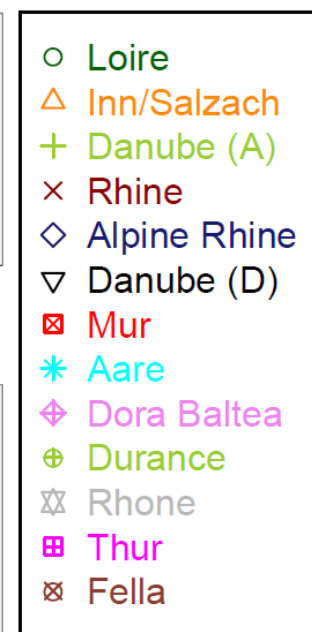 Loire
Inn/Salzach
Danube (A)
Rhine
Alpine Rhine
Danube (D)
Mur
Aare
Dora Baltea
Durance
Rhone
Thur
Fella